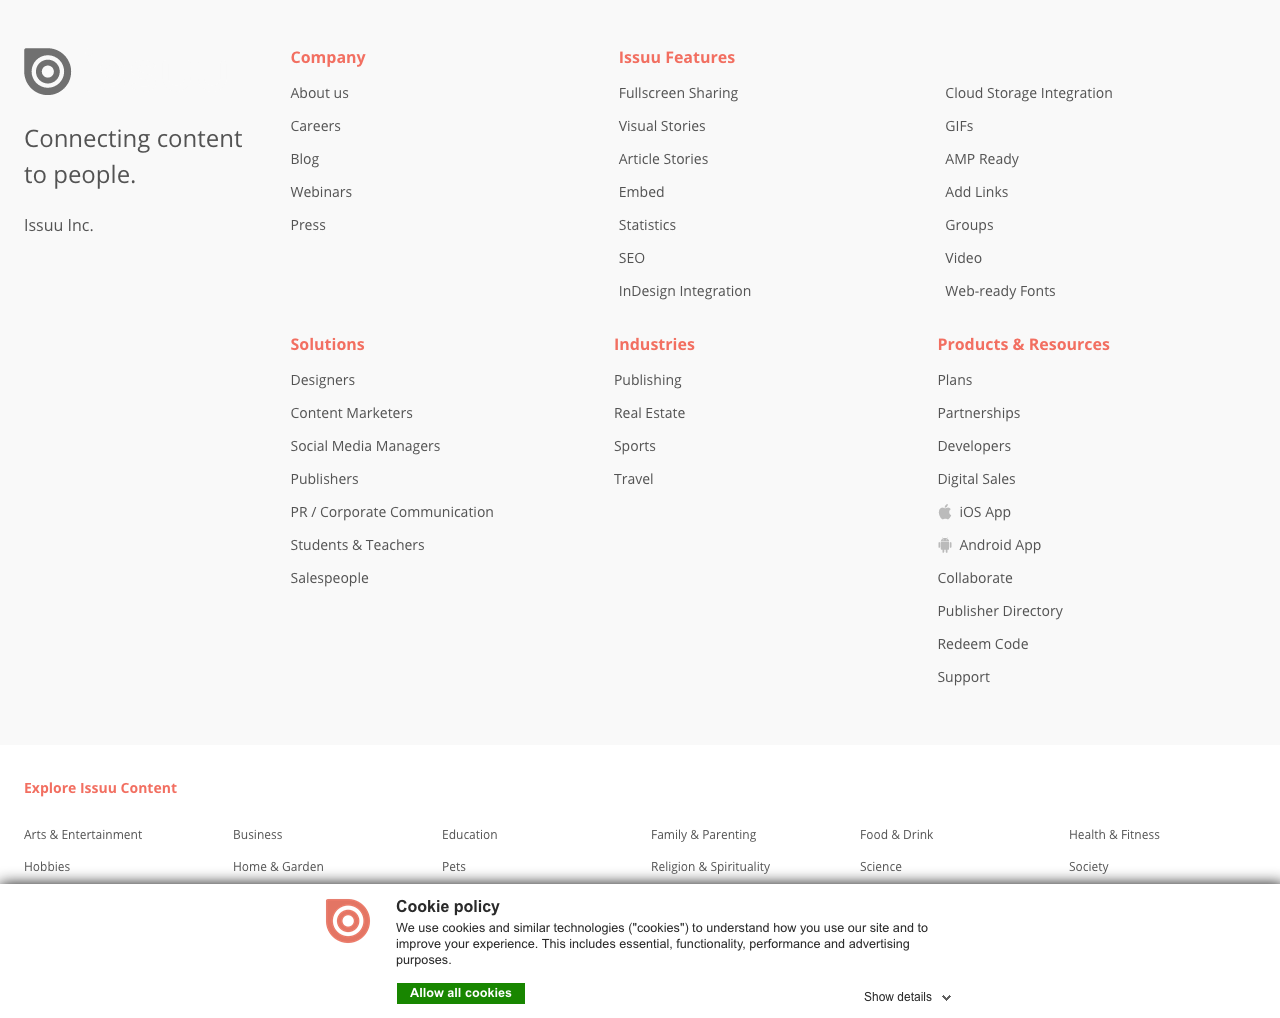 Connecting content
to people.
Issuu Inc.
Company
About us
Careers
Blog
Webinars
Press
Issuu Features
Fullscreen Sharing
Visual Stories
Article Stories
Embed
Statistics
SEO
InDesign Integration
Cloud Storage Integration
GIFs
AMP Ready
Add Links
Groups
Video
Web-ready Fonts
Solutions
Designers
Content Marketers
Social Media Managers
Publishers
PR / Corporate Communication
Students & Teachers
Salespeople
Industries
Publishing
Real Estate
Sports
Travel
Products & Resources
Plans
Partnerships
Developers
Digital Sales
iOS App
Android App
Collaborate
Publisher Directory
Redeem Code
Support
Explore Issuu Content
Arts & Entertainment
Business
Education
Family & Parenting
Food & Drink
Health & Fitness
Hobbies
Home & Garden
Pets
Religion & Spirituality
Science
Society
Cookie policy
We use cookies and similar technologies ("cookies") to understand how you use our site and to
improve your experience. This includes essential, functionality, performance and advertising
purposes.
Allow all cookies
Show details